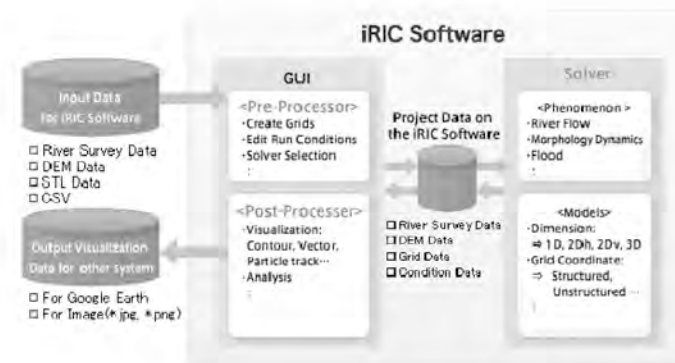 iRIC Software
Input Data
for iRIC Software
□ River Survey Data
□ DEM Data
□ STL Data
□ CSV
Output Visualization
Data for other system
□ For Google Earth
□ For Image(*.jpg, *.png)
GUI
<Pre-Processor>
・Create Grids
・Edit Run Conditions
・Solver Selection
:
<Post-Processer>
・Visualization:
Contour, Vector,
Particle track…
・Analysis
:
Project Data on
the iRIC Software
□ River Survey Data
□ DEM Data
□ Grid Data
□ Condition Data
Solver
<Phenomenon >
・River Flow
・Morphology Dynamics
・Flood
:
<Models>
・Dimension:
⇒ 1D, 2Dh, 2Dv, 3D
・Grid Coordinate:
⇒ Structured,
Unstructured …
: